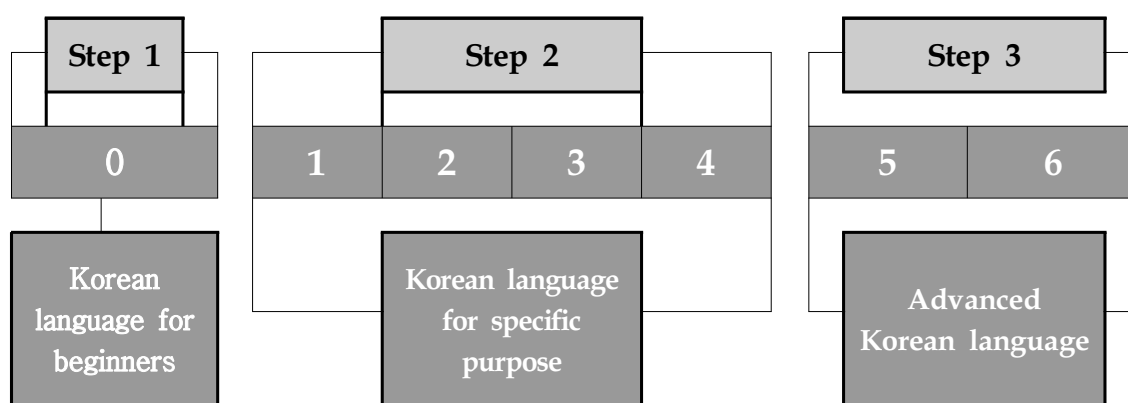 Step 1
Step 2
Step 3
0
1
2
3
4
5
6
Korean
language for
beginners
Korean language
for specific
purpose
Advanced
Korean language